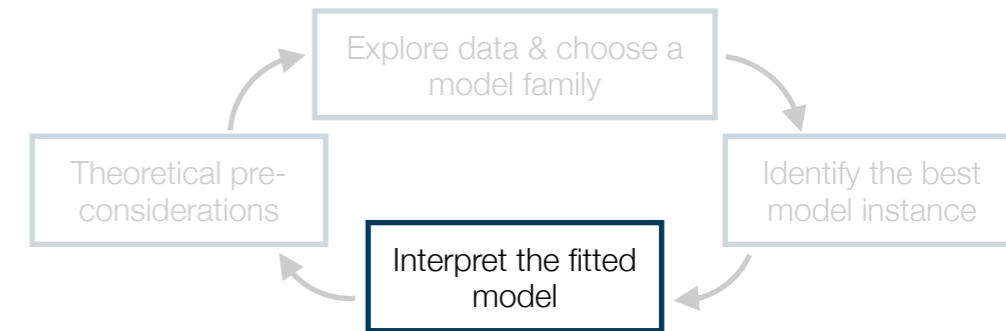 Explore data & choose a
model family
Theoretical pre-
considerations
Identify the best
model instance
Interpret the fitted
model